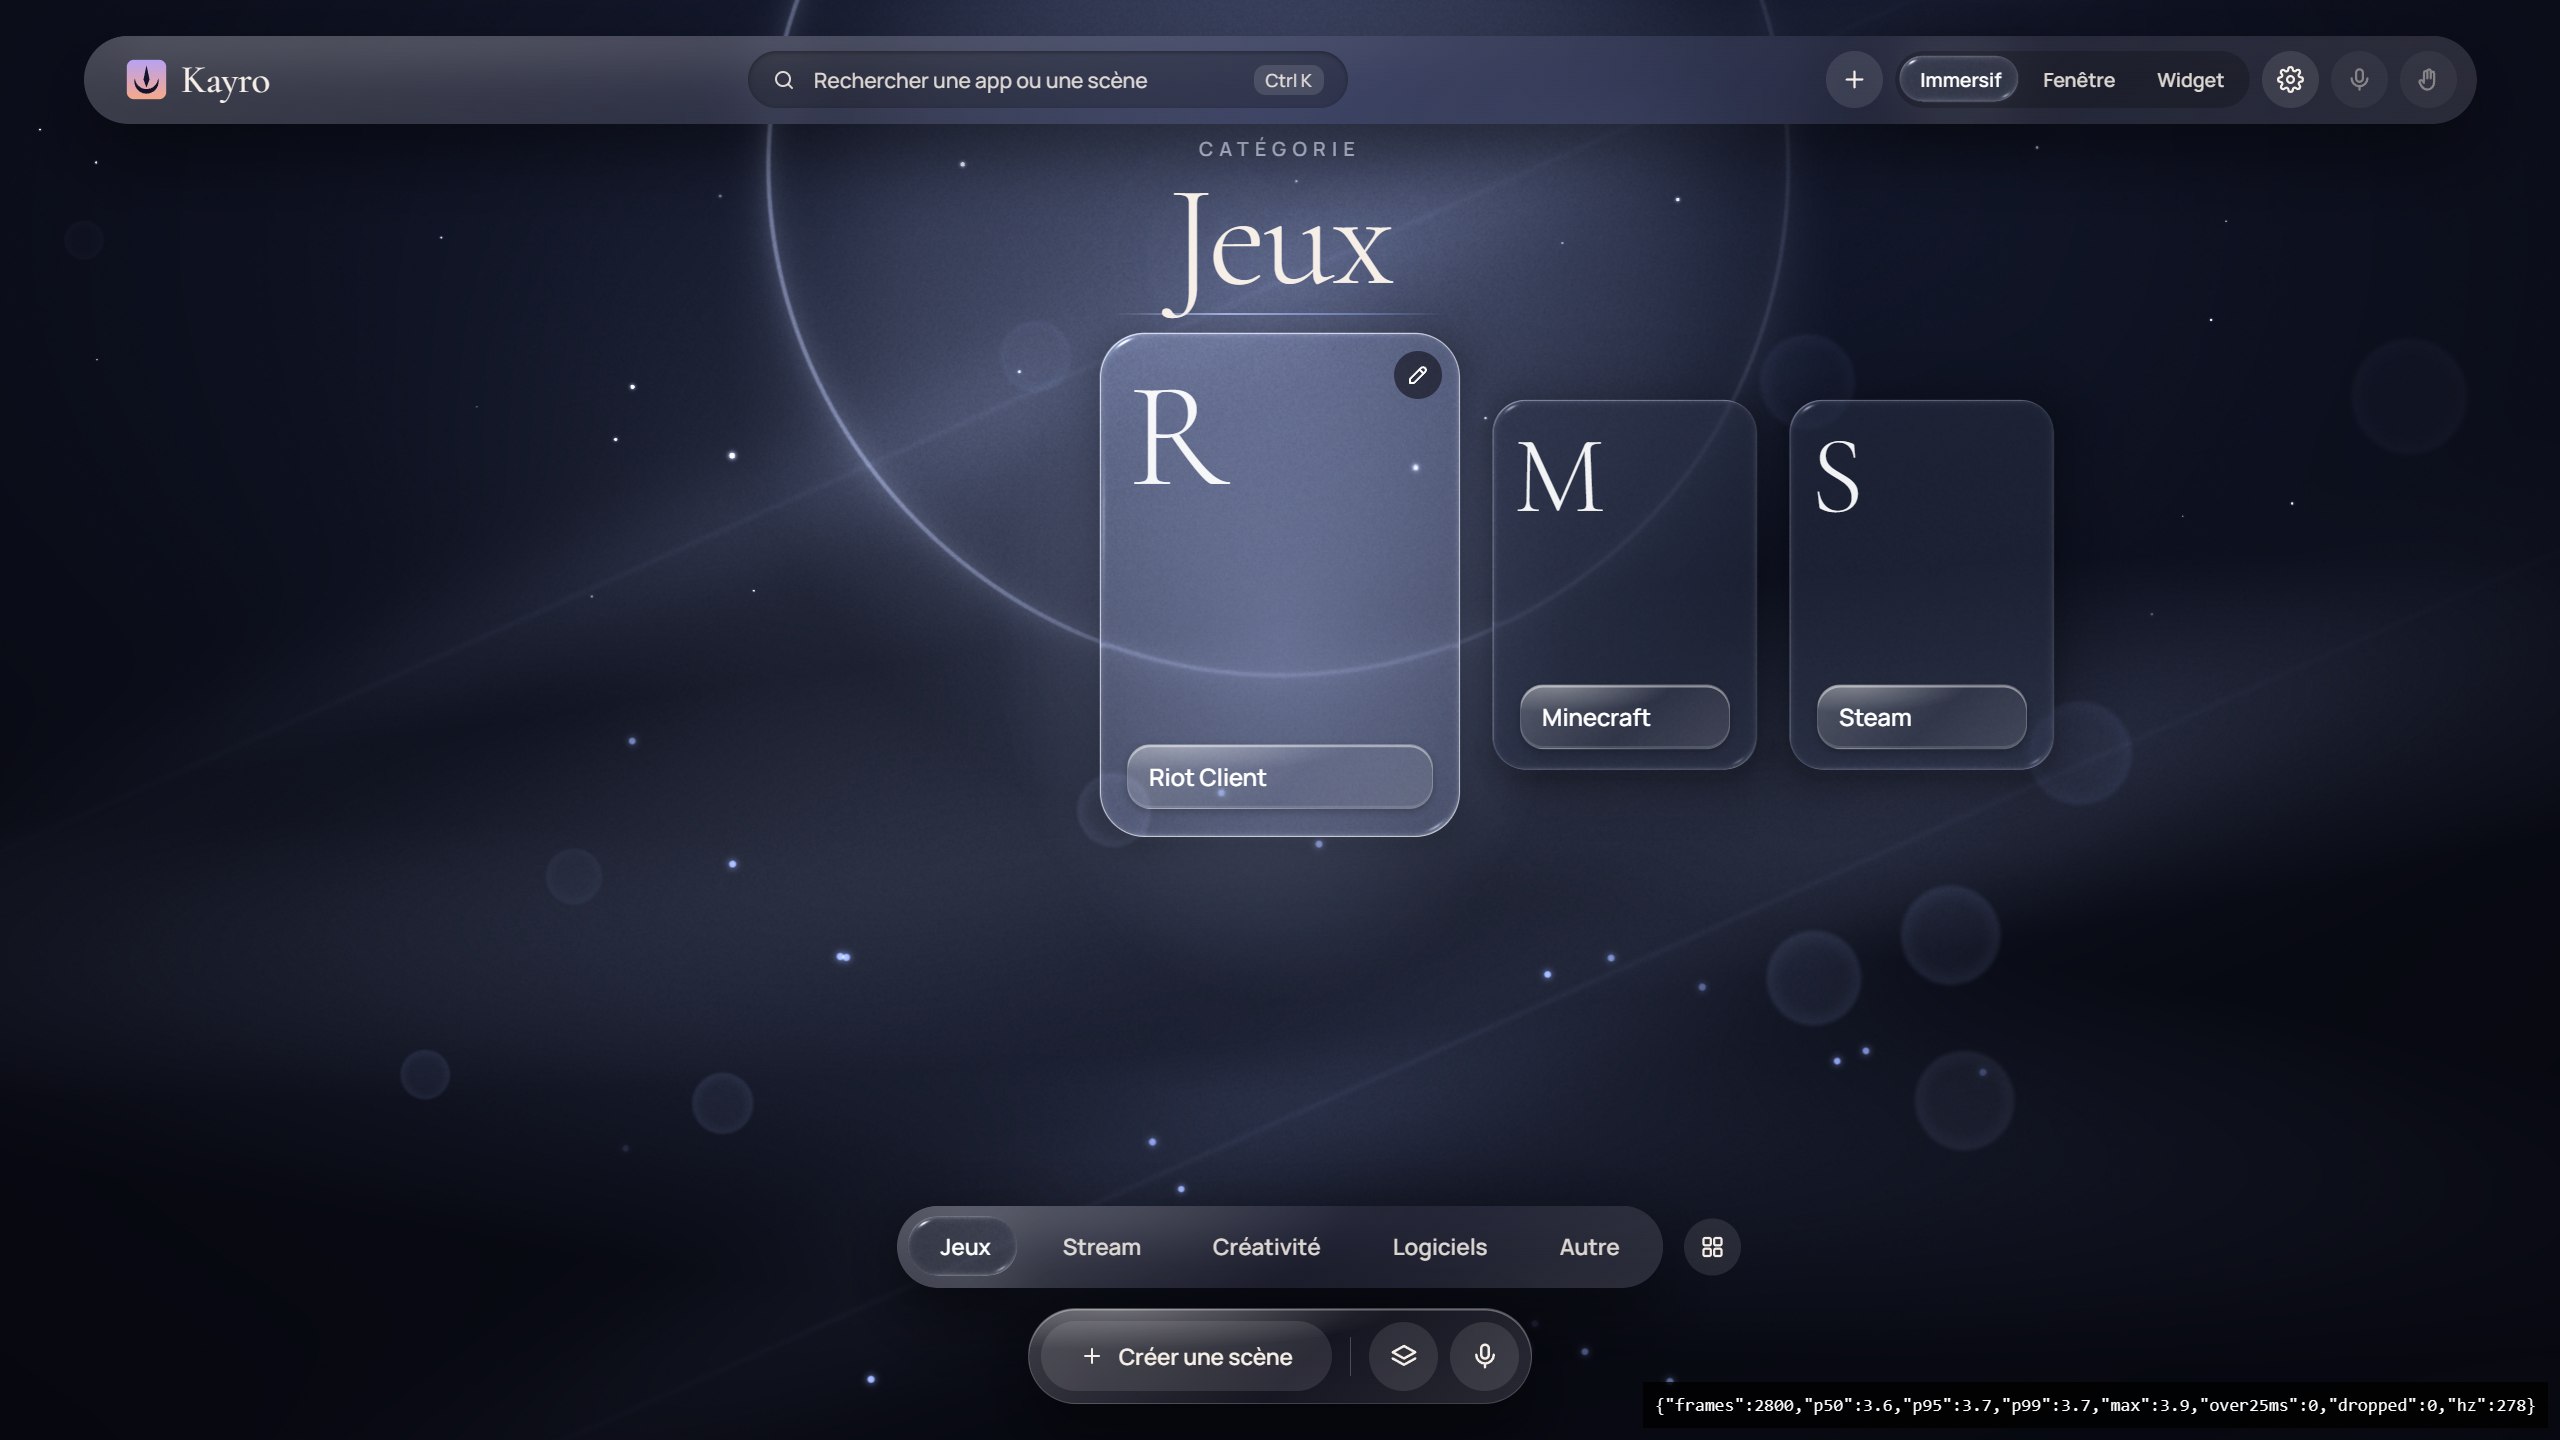 Kayro
Rechercher une app ou une scène
Ctrl K
Immersif
Fenêtre
Widget
CATÉGORIE
Jeux
R
M
S
Minecraft
Steam
Riot Client
Jeux
Stream
Créativité
Logiciels
Autre
Créer une scène
{"frames":2800,"p50":3.6,"p95":3.7,"p99":3.7,"max":3.9,"over25ms":0,"dropped":0,"hz":278}